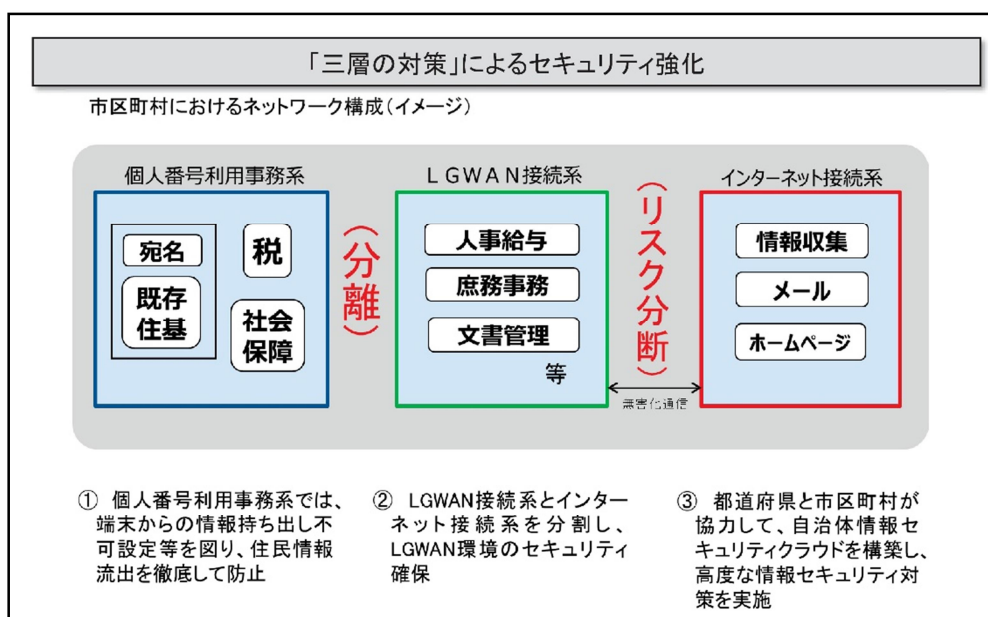 「三層の対策」によるセキュリティ強化
市区町村におけるネットワーク構成(イメージ)
個人番号利用事務系
宛名
既存
住基
税
社会
保障
(分離)
LGWAN接続系
人事給与
庶務事務
文書管理
等
(リスク分断)
無害化通信
インターネット接続系
情報収集
メール
ホームページ
① 個人番号利用事務系では、
端末からの情報持ち出し不
可設定等を図り、住民情報
流出を徹底して防止
② LGWAN接続系とインター
ネット接続系を分割し、
LGWAN環境のセキュリティ
確保
③ 都道府県と市区町村が
協力して、自治体情報セ
キュリティクラウドを構築し、
高度な情報セキュリティ対
策を実施